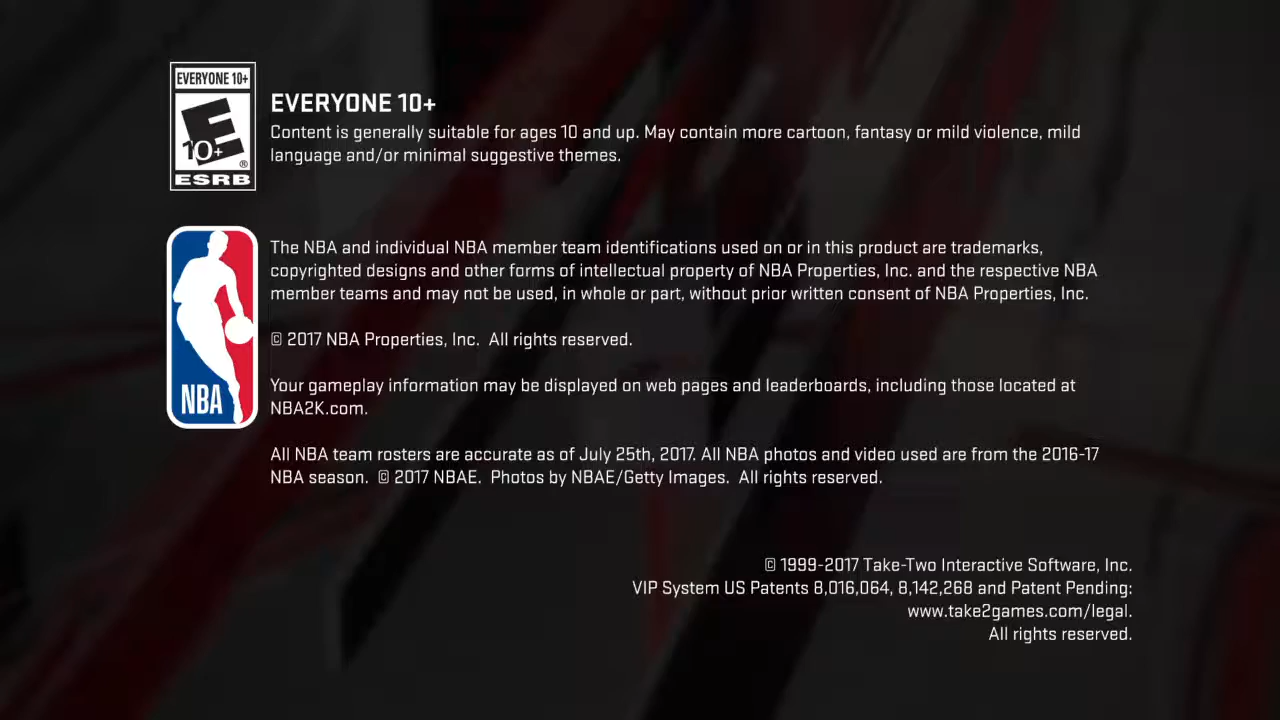 EVERYONE 10+
E
10+
®
ESRB
EVERYONE 10+
Content is generally suitable for ages 10 and up. May contain more cartoon, fantasy or mild violence, mild
language and/or minimal suggestive themes.
NBA
The NBA and individual NBA member team identifications used on or in this product are trademarks,
copyrighted designs and other forms of intellectual property of NBA Properties, Inc. and the respective NBA
member teams and may not be used, in whole or part, without prior written consent of NBA Properties, Inc.
© 2017 NBA Properties, Inc. All rights reserved.
Your gameplay information may be displayed on web pages and leaderboards, including those located at
NBA2K.com.
All NBA team rosters are accurate as of July 25th, 2017. All NBA photos and video used are from the 2016-17
NBA season. © 2017 NBAE. Photos by NBAE/Getty Images. All rights reserved.
© 1999-2017 Take-Two Interactive Software, Inc.
VIP System US Patents 8,016,064, 8,142,268 and Patent Pending:
www.take2games.com/legal.
All rights reserved.